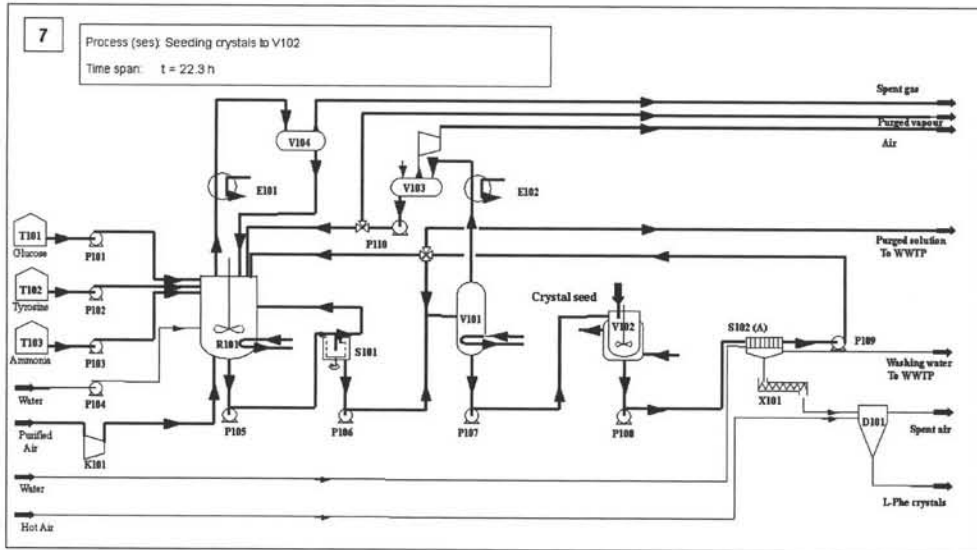 7
Process (ses): Seeding crystals to V102
Time span: t = 22.3 h
Spent gas
Purged vapour
Air
V104
V103
E101
E102
P110
T101
Glucose
P101
Purged solution
To WWTP
T102
Tyrosine
P102
T103
Ammonia
P103
Water
P104
R101
S101
V101
Crystal seed
V102
S102 (A)
P109
Washing water
To WWTP
X101
Purified
Air
K101
P105
P106
P107
P108
D101
Spent air
Water
L-Phe crystals
Hot Air